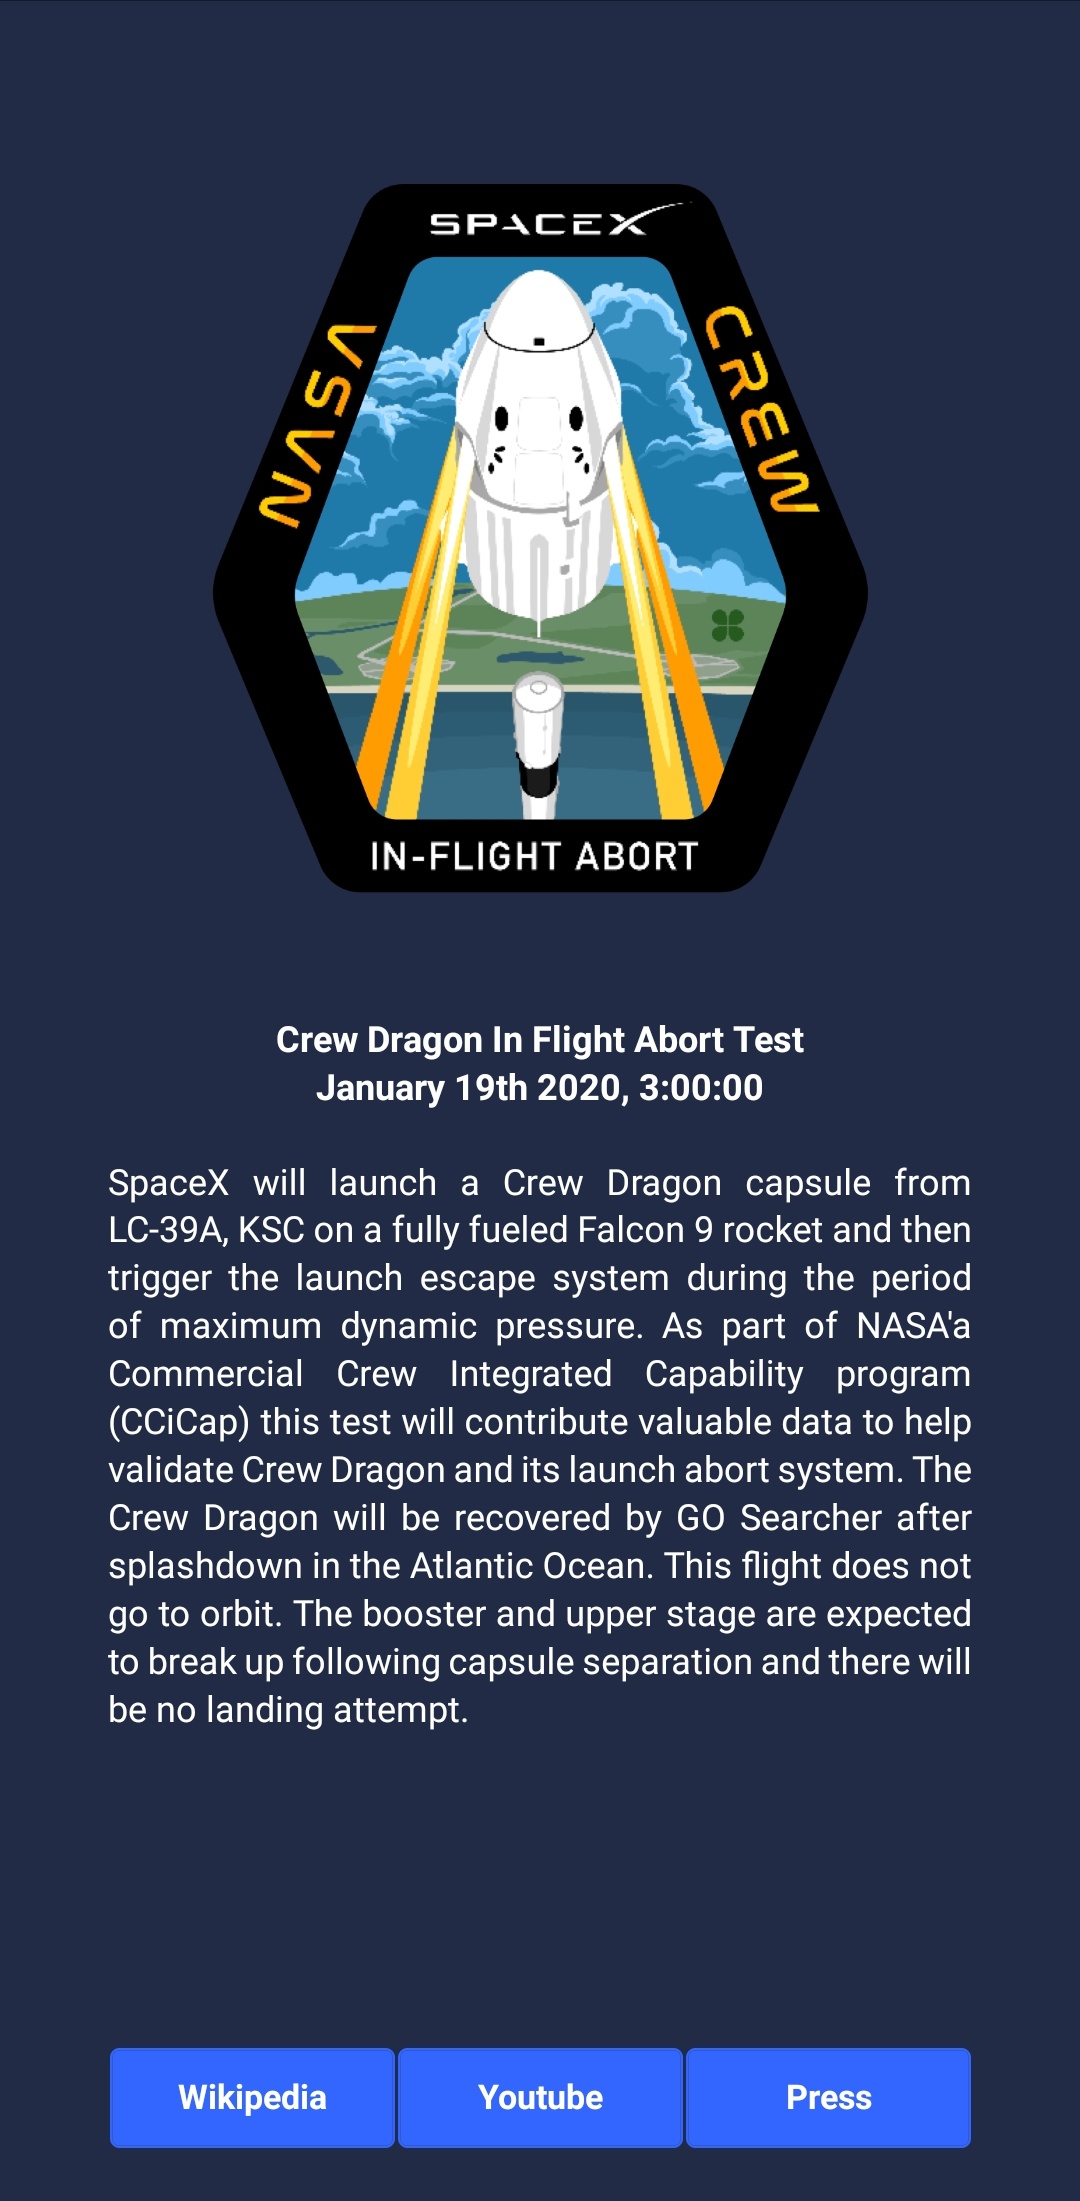 SPACEX
NASA
CREW
IN-FLIGHT ABORT
Crew Dragon In Flight Abort Test
January 19th 2020, 3:00:00
SpaceX will launch a Crew Dragon capsule from
LC-39A, KSC on a fully fueled Falcon 9 rocket and then
trigger the launch escape system during the period
of maximum dynamic pressure. As part of NASA'a
Commercial Crew Integrated Capability program
(CCiCap) this test will contribute valuable data to help
validate Crew Dragon and its launch abort system. The
Crew Dragon will be recovered by GO Searcher after
splashdown in the Atlantic Ocean. This flight does not
go to orbit. The booster and upper stage are expected
to break up following capsule separation and there will
be no landing attempt.
Wikipedia
Youtube
Press